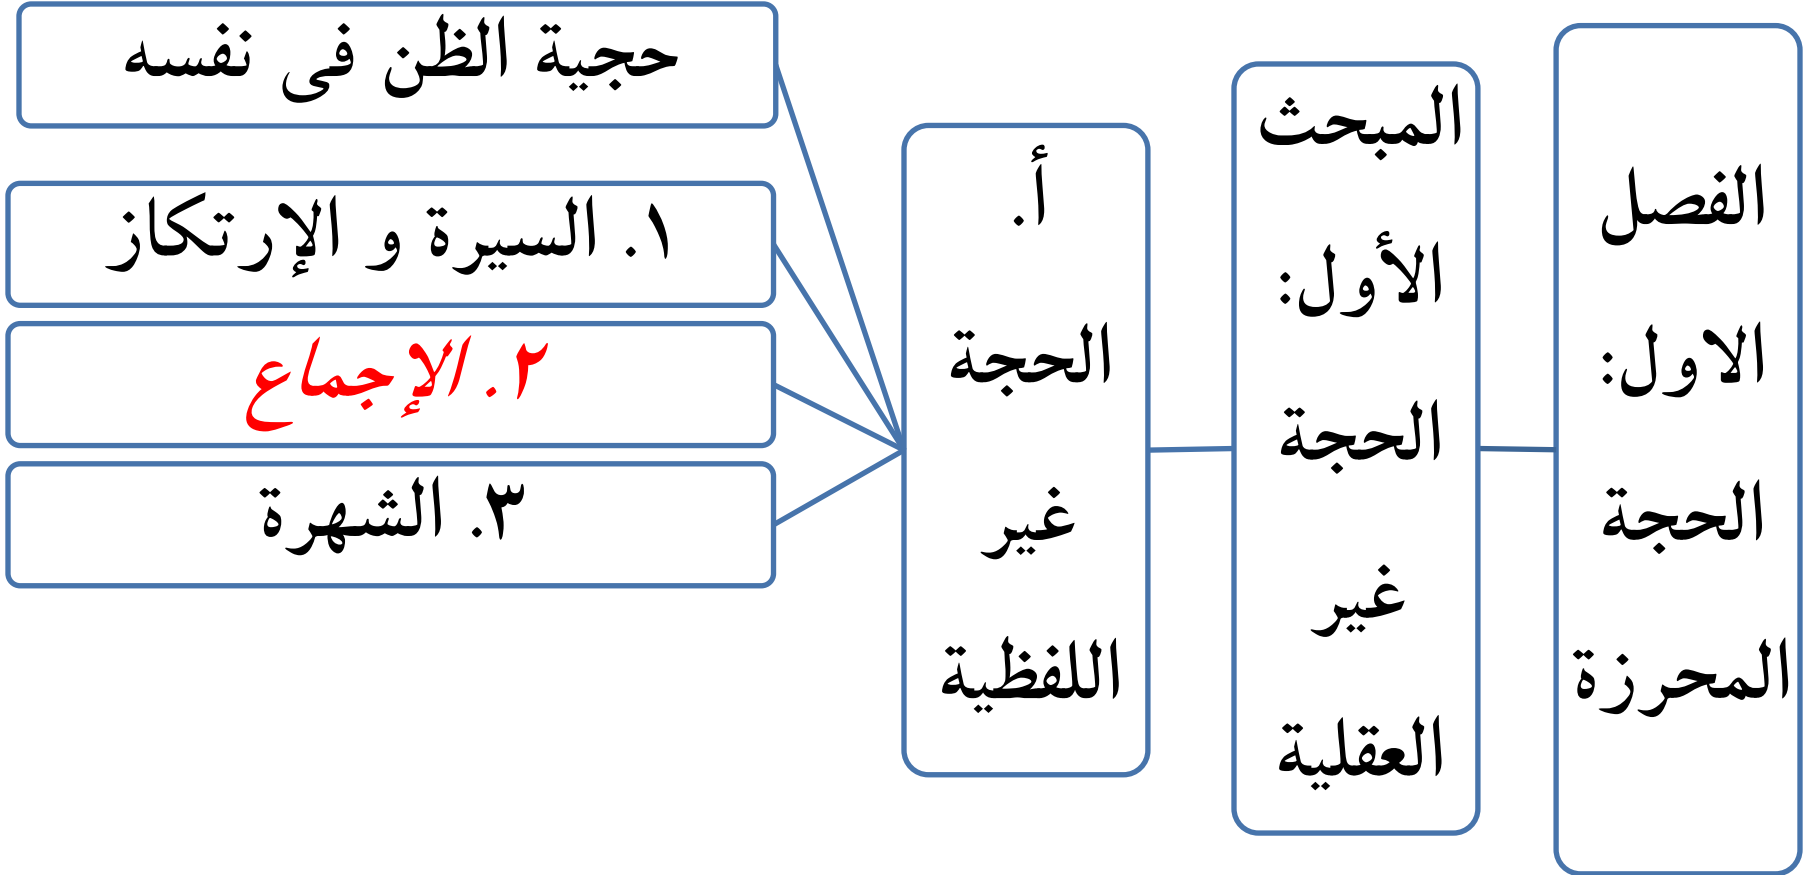 الفصل
الاول:
الحجة
المحرزة
المبحث
الأول:
الحجة
غير
العقلية
أ.
الحجة
غير
اللفظية
حجية الظن فى نفسه
١. السيرة و الإرتكاز
٢. الإجماع
٣. الشهرة